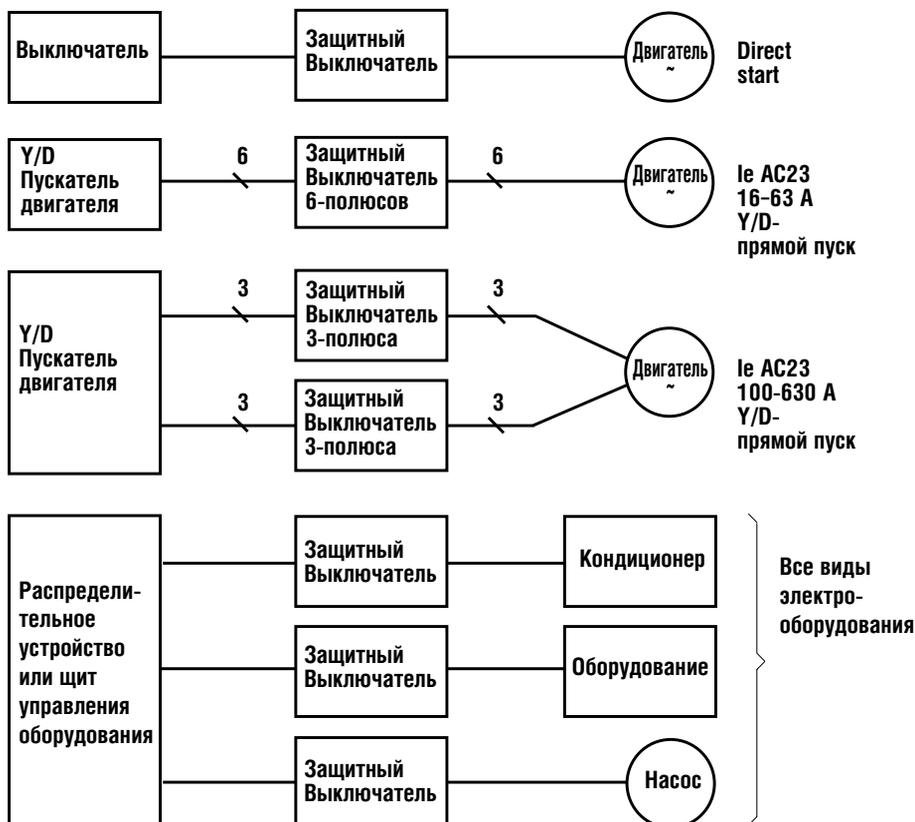 Выключатель
Защитный
Выключатель
Двигатель
~
Direct
start
Y/D
Пускатель
двигателя
6
Защитный
Выключатель
6-полюсов
6
Двигатель
~
Ie AC23
16-63 A
Y/D-
прямой пуск
Y/D
Пускатель
двигателя
3
Защитный
Выключатель
3-полюса
3
3
Защитный
Выключатель
3-полюса
3
Двигатель
~
Ie AC23
100-630 A
Y/D-
прямой пуск
Распредели-
тельное
устройство
или щит
управления
оборудования
Защитный
Выключатель
Кондиционер
Защитный
Выключатель
Оборудование
Защитный
Выключатель
Насос
Все виды
электро-
оборудования